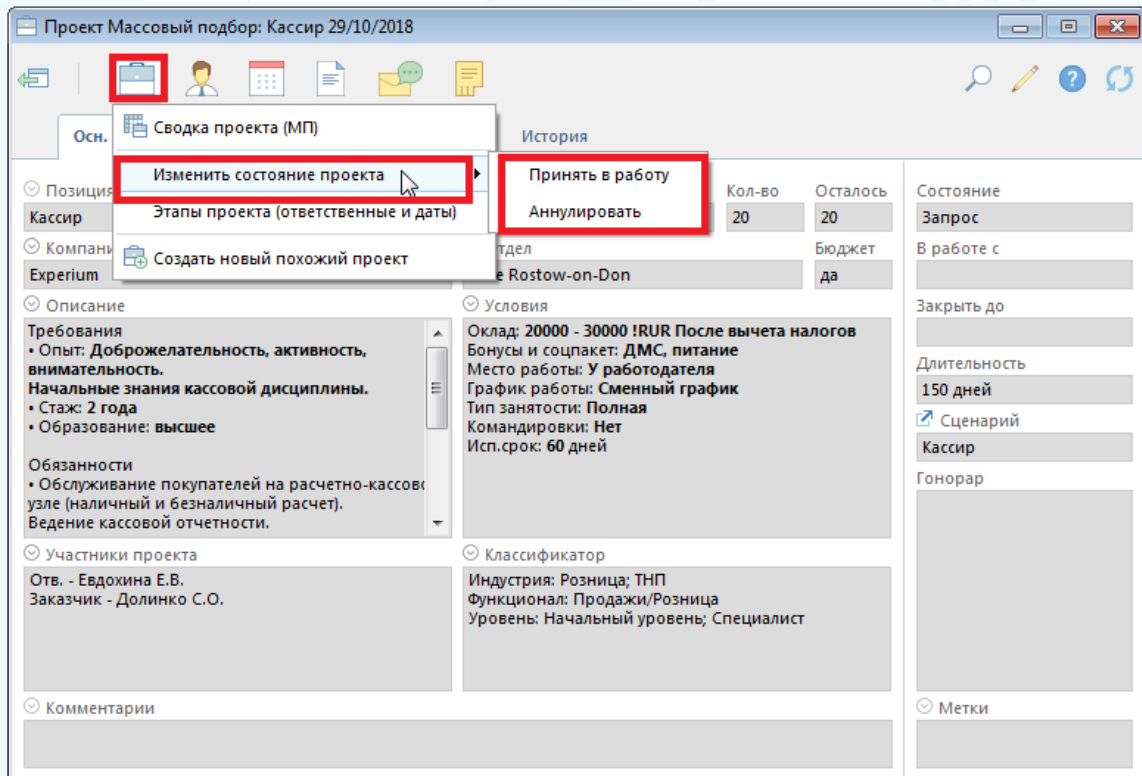 Проект Массовый подбор: Кассир 29/10/2018
Осн.
История
Сводка проекта (МП)
Изменить состояние проекта
Этапы проекта (ответственные и даты)
Создать новый похожий проект
Принять в работу
Аннулировать
Позиция
Кол-во
Осталось
Состояние
Кассир
20
20
Запрос
Бюджет
В работе с
Experium
Rostow-on-Don
да
Описание
Условия
Закрыть до
Требования
• Опыт: Доброжелательность, активность,
внимательность.
Начальные знания кассовой дисциплины.
• Стаж: 2 года
• Образование: высшее
Обязанности
• Обслуживание покупателей на расчетно-кассово
узле (наличный и безналичный расчет).
Ведение кассовой отчетности.
Оклад: 20000 - 30000 !RUR После вычета налогов
Бонусы и соцпакет: ДМС, питание
Место работы: У работодателя
График работы: Сменный график
Тип занятости: Полная
Командировки: Нет
Исп.срок: 60 дней
Длительность
150 дней
Сценарий
Кассир
Гонорар
Участники проекта
Отв. - Евдохина Е.В.
Заказчик - Долинко С.О.
Классификатор
Индустрия: Розница; ТНП
Функционал: Продажи/Розница
Уровень: Начальный уровень; Специалист
Комментарии
Метки